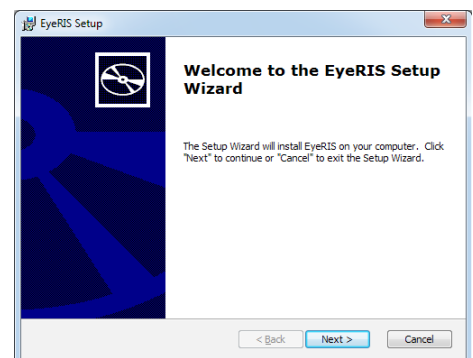 EyeRIS Setup
Welcome to the EyeRIS Setup
Wizard
The Setup Wizard will install EyeRIS on your computer. Click
"Next" to continue or "Cancel" to exit the Setup Wizard.
< Back Next > Cancel